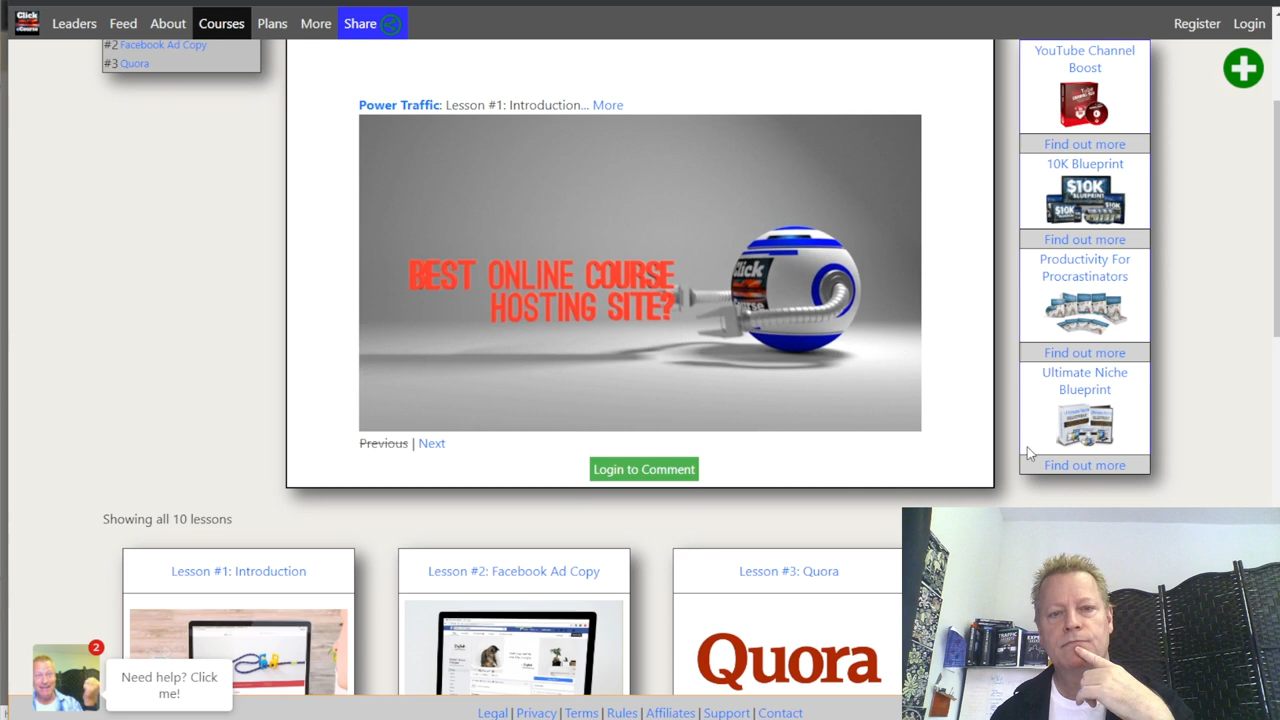 Click
eCourse
Leaders
Feed
About
Courses
Plans
More
Share
Register
Login
#2 Facebook Ad Copy
#3 Quora
Power Traffic: Lesson #1: Introduction... More
BEST ONLINE COURSE
HOSTING SITE?
Click
Previous | Next
Login to Comment
YouTube Channel
Boost
Find out more
10K Blueprint
$10K
BLUEPRINT
$10K
$10K
Find out more
Productivity For
Procrastinators
Find out more
Ultimate Niche
Blueprint
Find out more
Showing all 10 lessons
Lesson #1: Introduction
Lesson #2: Facebook Ad Copy
Lesson #3: Quora
Quora
2
Need help? Click
me!
Legal | Privacy | Terms | Rules | Affiliates | Support | Contact